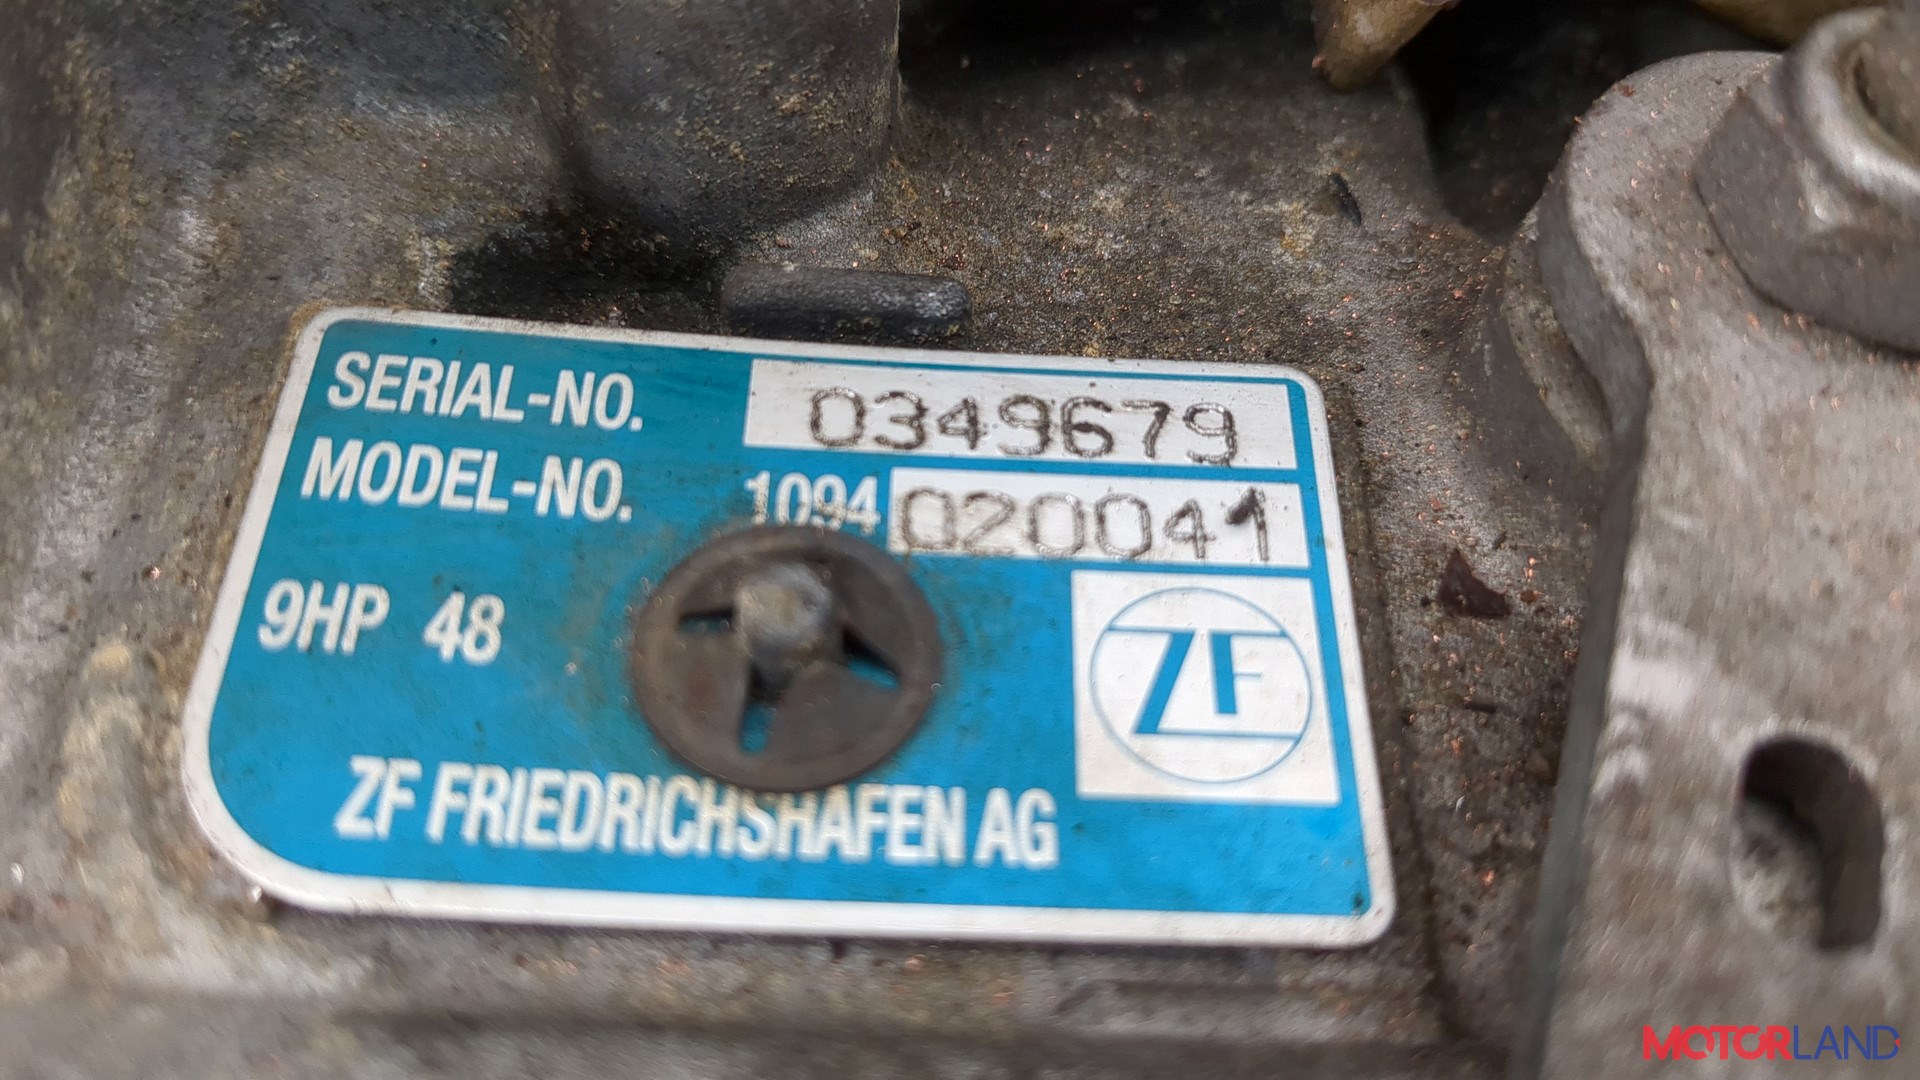 SERIAL-NO. 0349679
MODEL-NO. 1094 020041
9HP 48
ZF
ZF FRIEDRICHSHAFEN AG
MOTORLAND